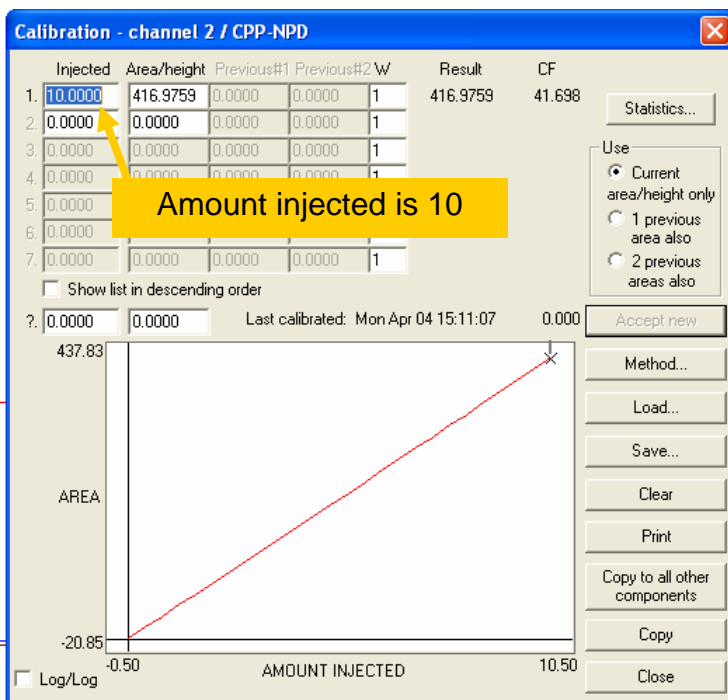 Calibration - channel 2 / CPP-NPD
Injected Area/height Previous#1 Previous#2 W Result CF
1. 10.0000 416.9759 0.0000 0.0000 1 416.9759 41.698
Statistics...
2. 0.0000 0.0000 0.0000 0.0000 1
3. 0.0000 0.0000 0.0000 0.0000 1
4. 0.0000 0.0000 0.0000 0.0000 1
5. 0.0000 1
6. 0.0000 1
7. 0.0000 0.0000 0.0000 0.0000 1
Amount injected is 10
Use
Current
area/height only
1 previous
area also
2 previous
areas also
Show list in descending order
?. 0.0000 0.0000 Last calibrated: Mon Apr 04 15:11:07 0.000
Accept new
Method...
Load...
Save...
Clear
Print
Copy to all other
components
Copy
Close
437.83
AREA
-20.85
-0.50 AMOUNT INJECTED 10.50
Log/Log